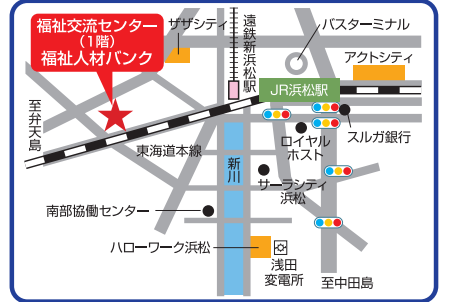 福祉交流センター
(1階)
福祉人材バンク
ザザシティ
遠鉄新浜松駅
バスターミナル
アクトシティ
JR浜松駅
至弁天島
東海道本線
新川
ロイヤル
ホスト
スルガ銀行
サーラシティ
浜松
南部協働センター
ハローワーク浜松
浅田
変電所
至中田島